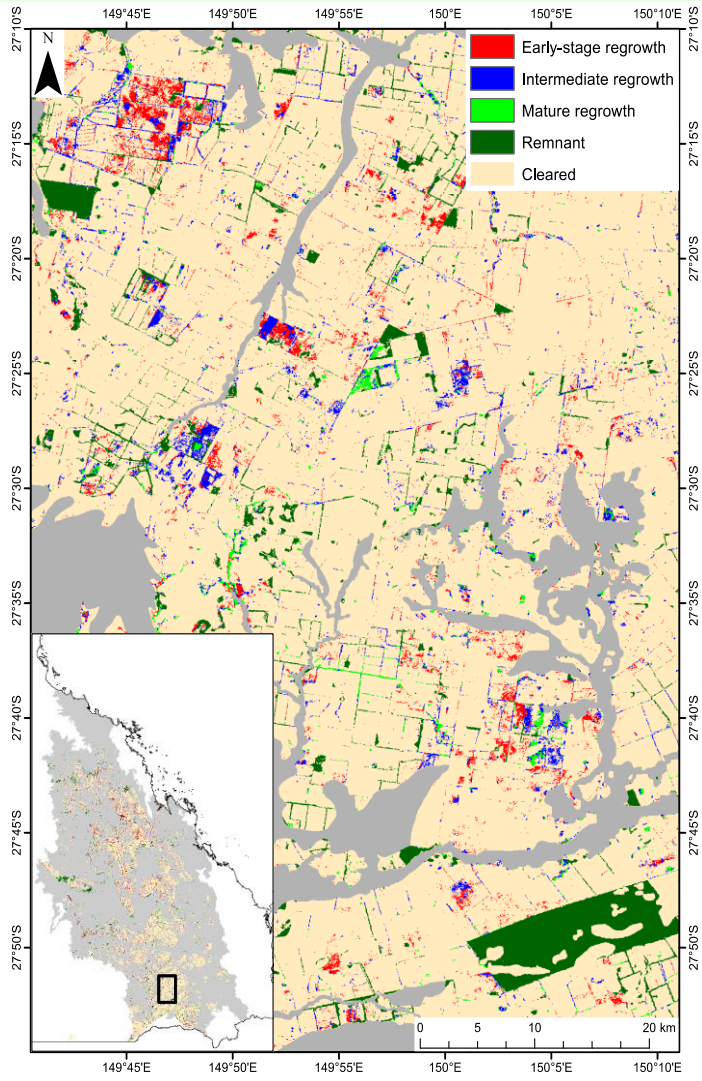 149°45'E 149°50'E 149°55'E 150°0'E 150°5'E 150°10'E
27°10'S 27°10'S
N
Early-stage regrowth
Intermediate regrowth
Mature regrowth
Remnant
Cleared
27°15'S 27°15'S
27°20'S 27°20'S
27°25'S 27°25'S
27°30'S 27°30'S
27°35'S 27°35'S
27°40'S 27°40'S
27°45'S 27°45'S
27°50'S 27°50'S
0 5 10 20 km
149°45'E 149°50'E 149°55'E 150°0'E 150°5'E 150°10'E